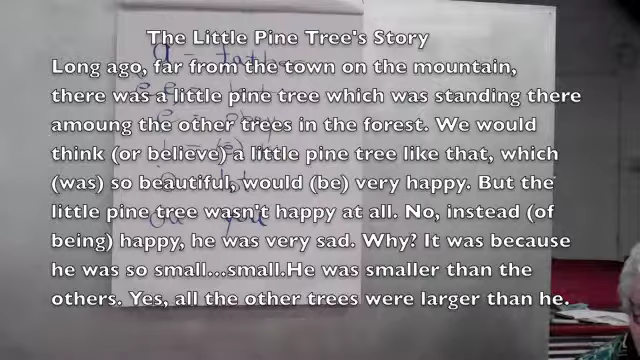 The Little Pine Tree's Story
Long ago, far from the town on the mountain,
there was a little pine tree which was standing there
amoung the other trees in the forest. We would
think (or believe) a little pine tree like that, which
(was) so beautiful, would (be) very happy. But the
little pine tree wasn't happy at all. No, instead (of
being) happy, he was very sad. Why? It was because
he was so small...small.He was smaller than the
others. Yes, all the other trees were larger than he.